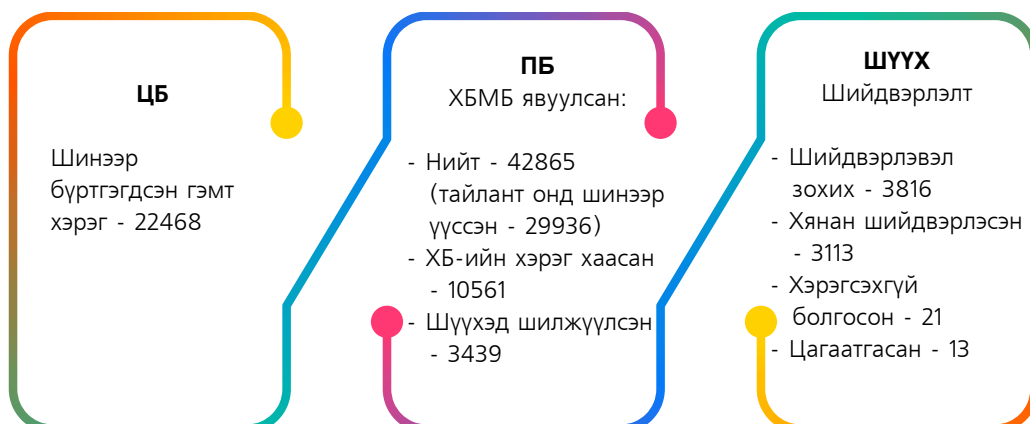 ЦБ
Шинээр
бүртгэгдсэн гэмт
хэрэг - 22468
ПБ
ХБМБ явуулсан:
- Нийт - 42865
(тайлант онд шинээр
үүссэн - 29936)
- ХБ-ийн хэрэг хаасан
- 10561
- Шүүхэд шилжүүлсэн
- 3439
ШҮҮХ
Шийдвэрлэлт
- Шийдвэрлэвэл
зохих - 3816
- Хянан шийдвэрлэсэн
- 3113
- Хэрэгсэхгүй
болгосон - 21
- Цагаатгасан - 13